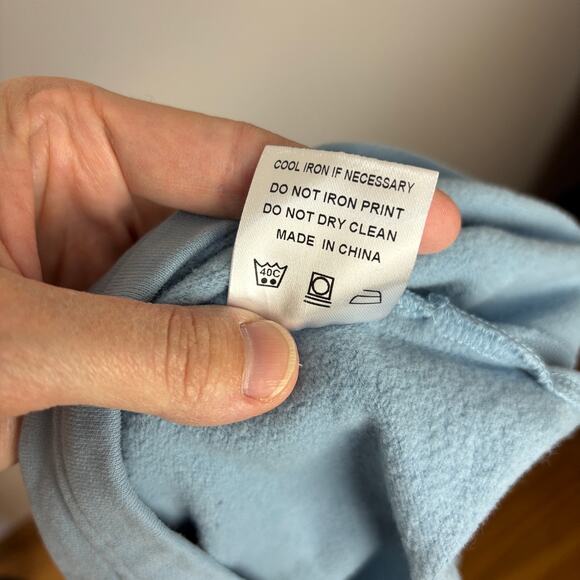 COOL IRON IF NECESSARY
DO NOT IRON PRINT
DO NOT DRY CLEAN
MADE IN CHINA
40C